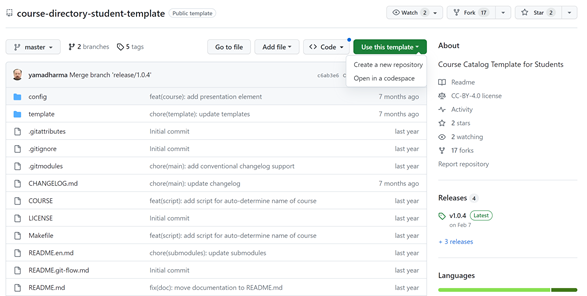 course-directory-student-template Public template
Watch 2 Fork 17 Star 2
master 2 branches 5 tags Go to file Add file Code Use this template
Create a new repository
Open in a codespace
yamadharma Merge branch 'release/1.0.4'
config feat(course): add presentation element 7 months ago
template chore(template): update templates 7 months ago
.gitattributes Initial commit last year
.gitignore Initial commit last year
.gitmodules chore(main): add conventional changelog support last year
CHANGELOG.md chore(main): update changelog 7 months ago
COURSE feat(script): add script for auto-determine name of course last year
LICENSE Initial commit last year
Makefile feat(script): add script for auto-determine name of course last year
README.en.md chore(submodules): update submodules last year
README.git-flow.md Initial commit last year
README.md fix(doc): move documentation to README.md last year
About
Course Catalog Template for Students
Readme
CC-BY-4.0 license
Activity
2 stars
2 watching
17 forks
Report repository
Releases 4
v1.0.4 Latest
on Feb 7
+ 3 releases
Languages